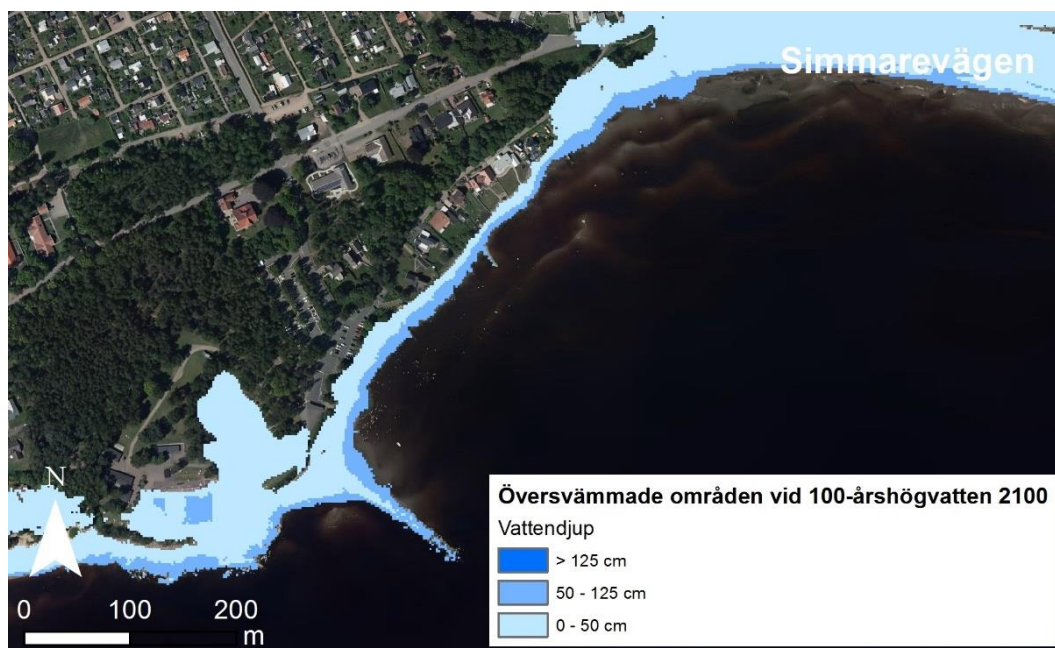 Simmarevägen
N
0 100 200
m
Översvämmade områden vid 100-årshögvatten 2100
Vattendjup
> 125 cm
50 - 125 cm
0 - 50 cm